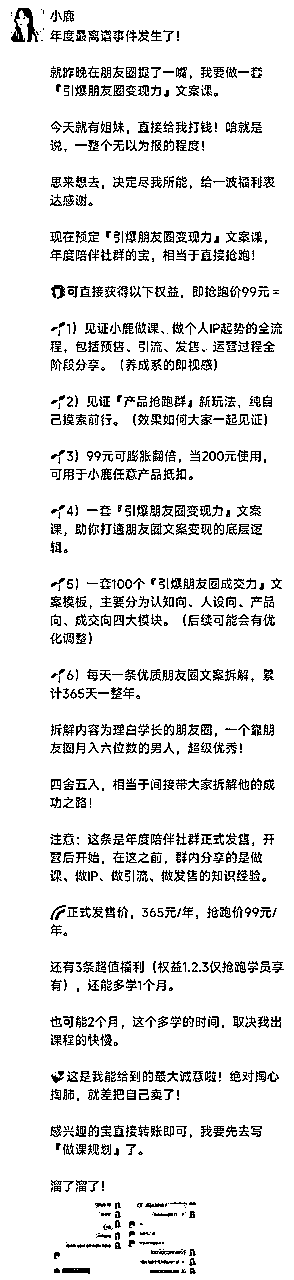 小鹿
年度最离谱事件发生了！
就昨晚在朋友圈提了一嘴，我要做一套
『引爆朋友圈变现力』文案课。
今天就有姐妹，直接给我打钱！啥就是
说，一整个无以为报的程度！
思来想去，决定尽我所能，给一波福利表
达感谢。
现在预定『引爆朋友圈变现力』文案课，
年度陪伴社群的宝，相当于直接抢跑！
可直接获得以下权益，即抢跑价99元=
1）见证小鹿做课、做个人IP起势的全流
程，包括预售、引流、发售、运营过程全
阶段分享。（养成系的即视感）
2）见证『产品抢跑群』新玩法，纯自
己摸索前行。（效果如何大家一起见证）
3）99元可膨胀翻倍，当200元使用，
可用于小鹿任意产品抵扣。
4）一套『引爆朋友圈变现力』文案
课，助你打造朋友圈文案变现的底层逻
辑。
5）一套100个『引爆朋友圈成交力』文
案模板，主要分为认知向、人设向、产品
向、成交向四大模块。（后续可能会有优
化调整）
6）每天一条优质朋友圈文案拆解，累
计365天一整年。
拆解内容为理白学长的朋友圈，一个靠朋
友圈月入六位数的男人，超级优秀！
四舍五入，相当于间接带大家拆解他的成
功之路！
注意：这条是年度陪伴社群正式发售，开
营后开始，在这之前，群内分享的是做
课、做IP、做引流、做发售的知识经验。
正式发售价，365元/年，抢跑价99元/
年。
还有3条超值福利（权益1.2.3仅抢跑学员享
有），还能多学1个月。
也可能2个月，这个多学的时间，取决我出
课程的快慢。
这是我能给到的最大诚意啦！绝对掏心
掏肺，就差把自己卖了！
感兴趣的宝直接转账即可，我要先去写
『做课规划』了。
溜了溜了！